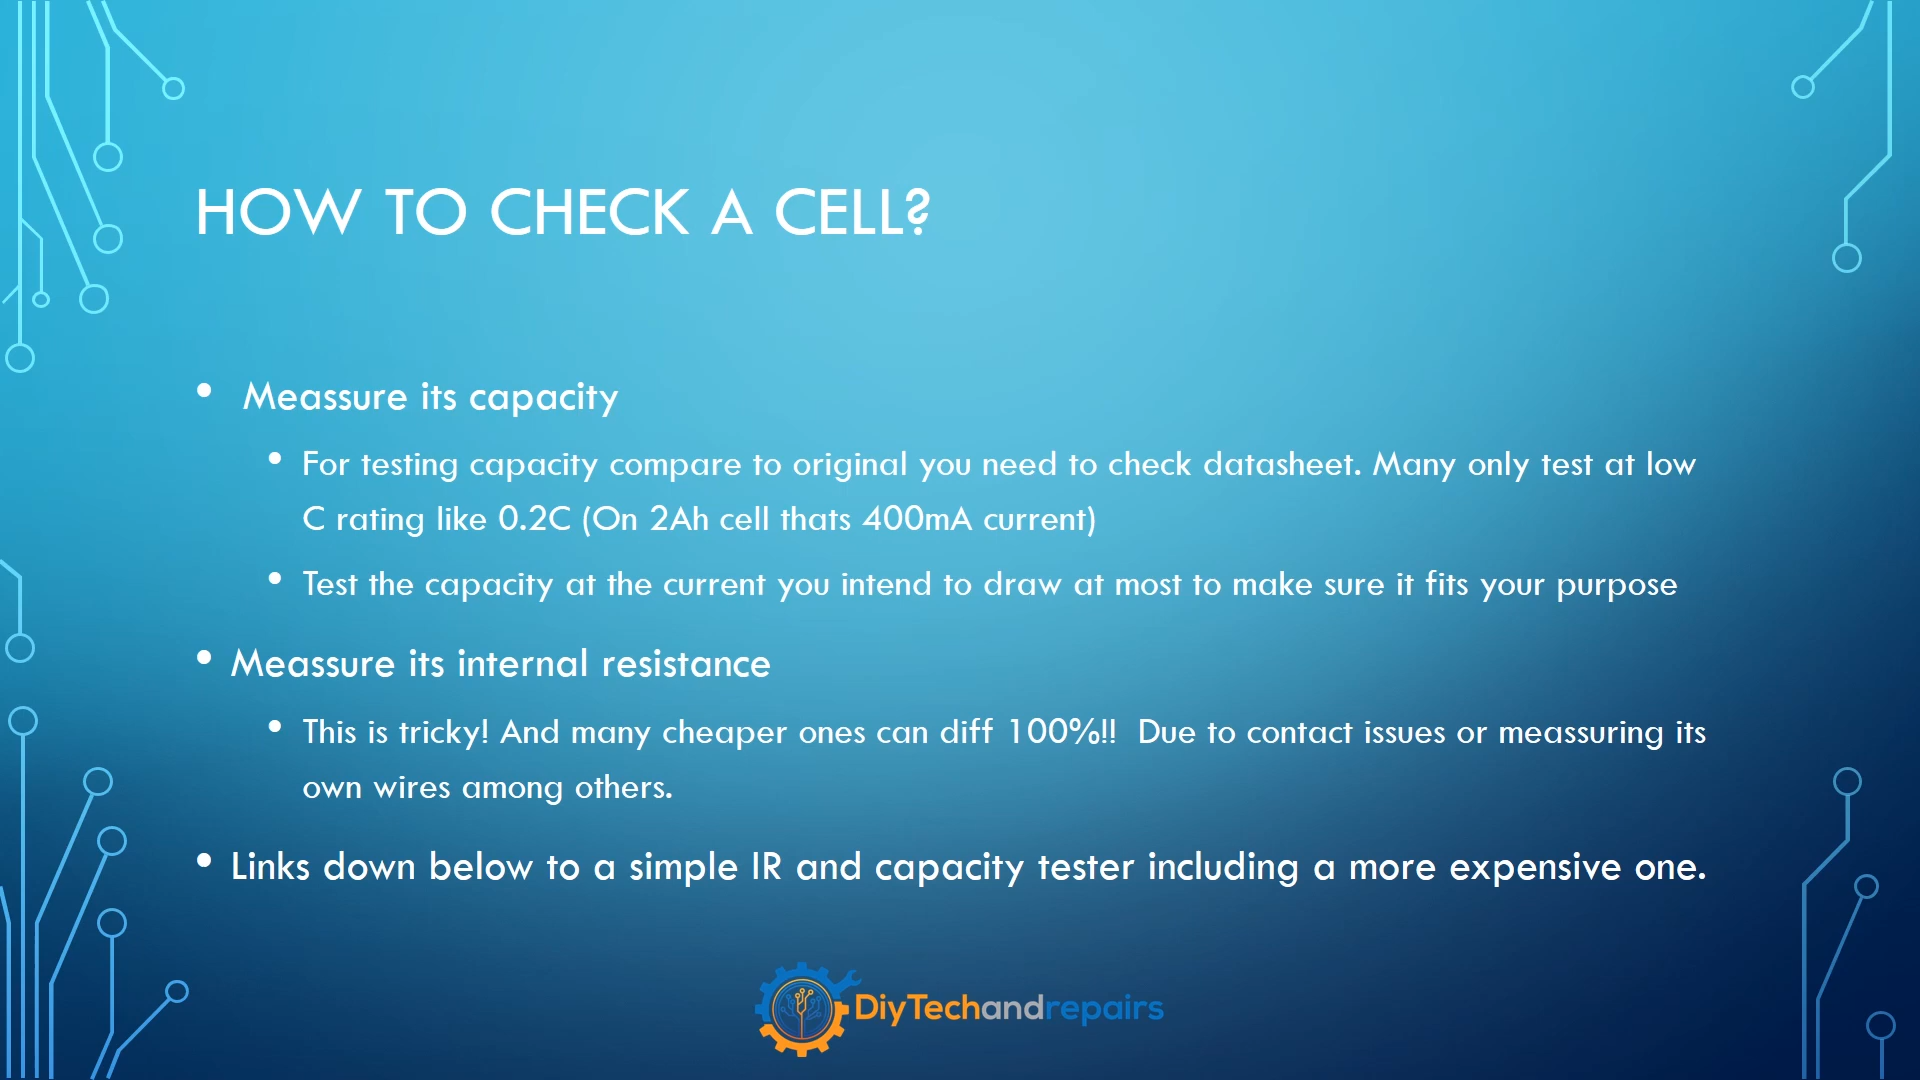 HOW TO CHECK A CELL?
• Meassure its capacity
• For testing capacity compare to original you need to check datasheet. Many only test at low
C rating like 0.2C (On 2Ah cell thats 400mA current)
• Test the capacity at the current you intend to draw at most to make sure it fits your purpose
• Meassure its internal resistance
• This is tricky! And many cheaper ones can diff 100%!! Due to contact issues or meassuring its
own wires among others.
• Links down below to a simple IR and capacity tester including a more expensive one.
DiyTechandrepairs